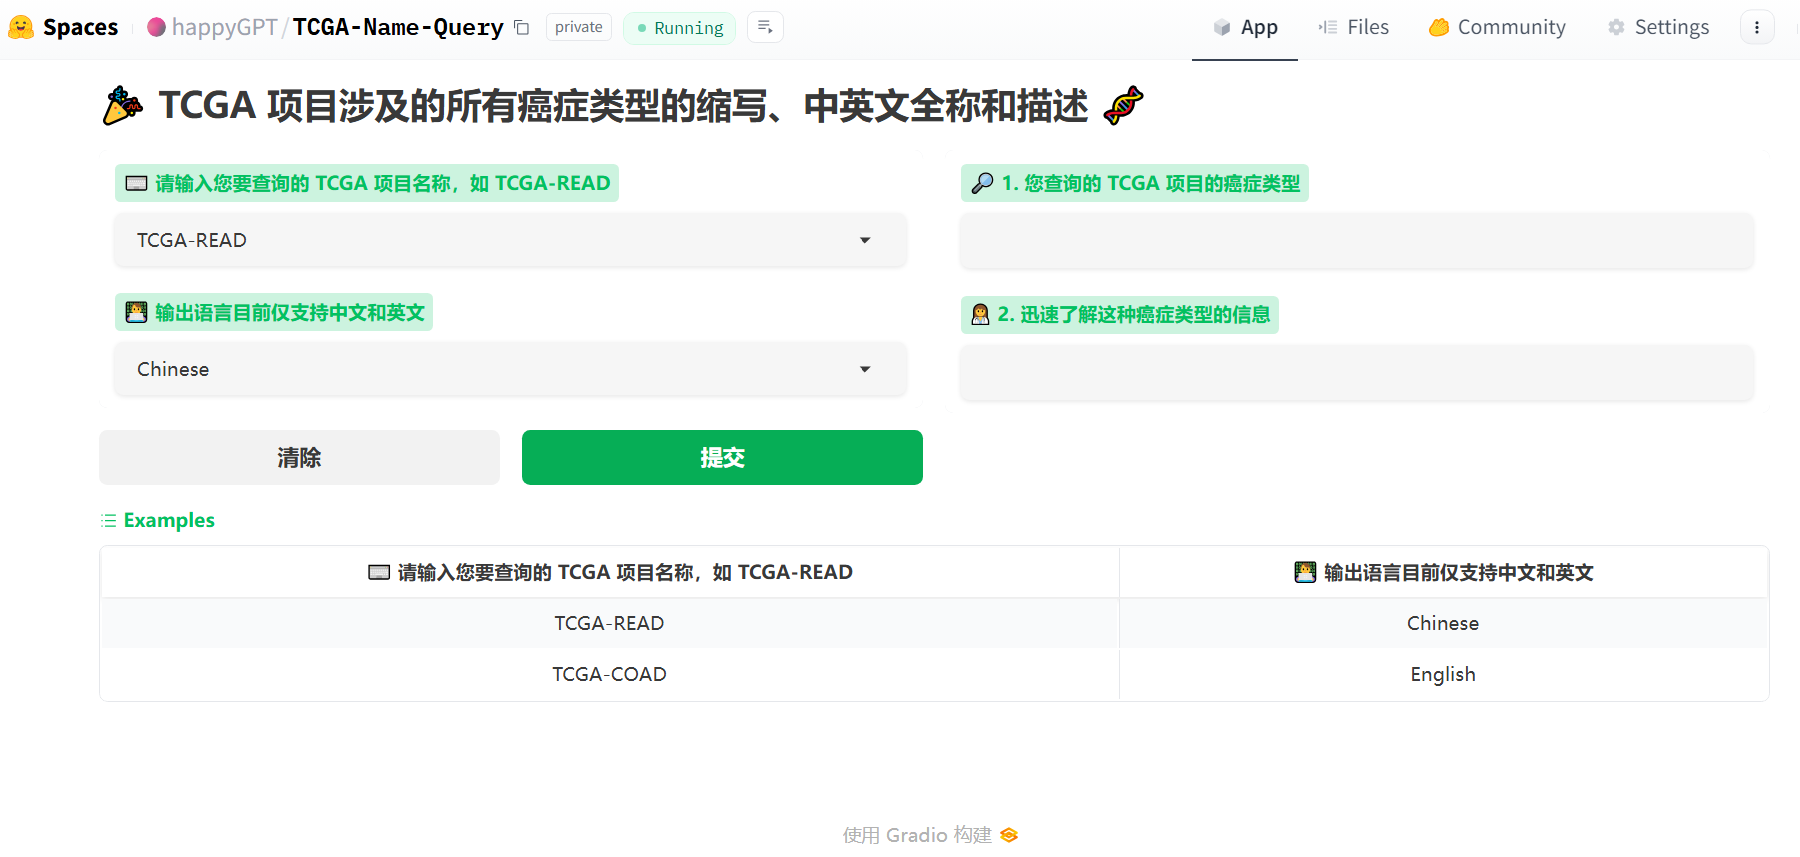 Spaces happyGPT/TCGA-Name-Query private Running App Files Community Settings
TCGA 项目涉及的所有癌症类型的缩写、中英文全称和描述
请输入您要查询的 TCGA 项目名称，如 TCGA-READ
TCGA-READ
输出语言目前仅支持中文和英文
Chinese
1. 您查询的 TCGA 项目的癌症类型
2. 迅速了解这种癌症类型的信息
清除 提交
Examples
请输入您要查询的 TCGA 项目名称，如 TCGA-READ 输出语言目前仅支持中文和英文
TCGA-READ Chinese
TCGA-COAD English
使用 Gradio 构建